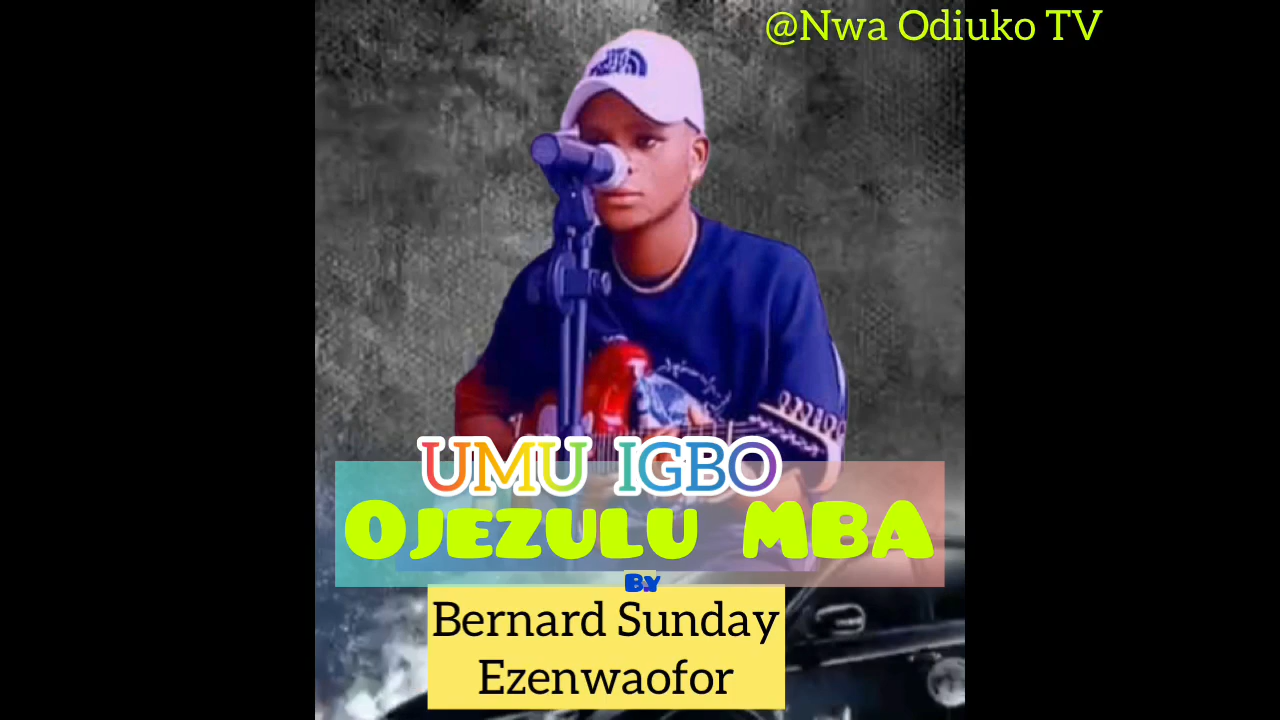 @Nwa Odiuko TV
UMU IGBO
OJEZULU MBA
By
Bernard Sunday
Ezenwaofor